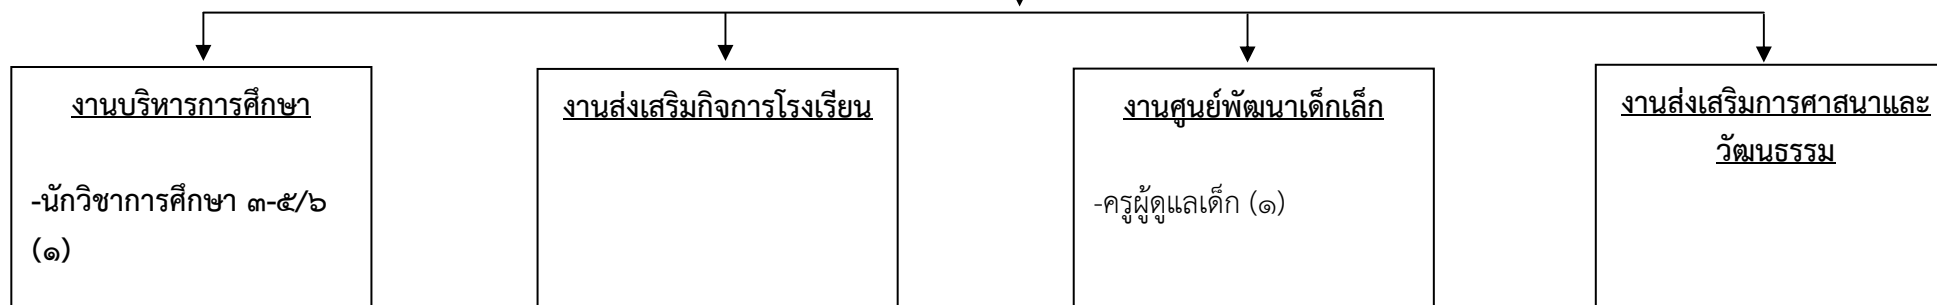 งานบริหารการศึกษา
-นักวิชาการศึกษา ๓-๕/๖
(๑)
งานส่งเสริมกิจการโรงเรียน
งานศูนย์พัฒนาเด็กเล็ก
-ครูผู้ดูแลเด็ก (๑)
งานส่งเสริมการศาสนาและ
วัฒนธรรม